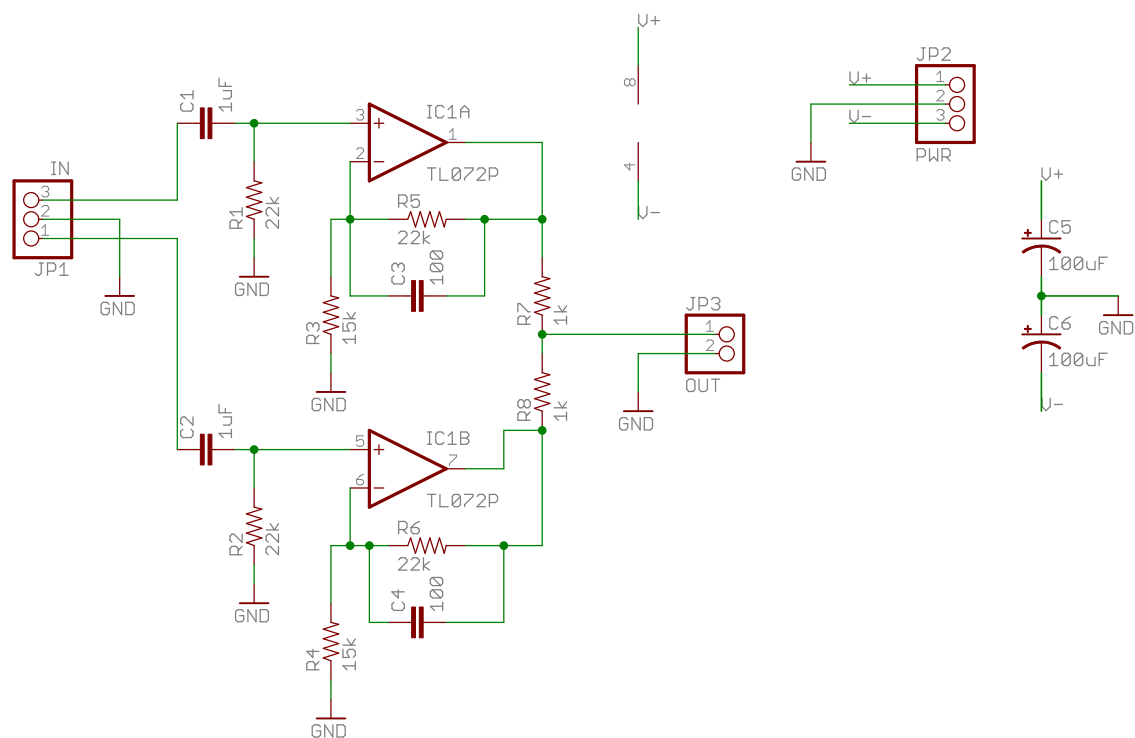 V+
8
4
V-
JP2
V+
1
2
V-
3
PWR
GND
C1
1uF
3
+
IC1A
1
2
-
TL072P
IN
3
2
1
JP1
GND
R1
22k
GND
R5
22k
C3
100
R3
15k
GND
R7
1k
JP3
1
2
OUT
GND
R8
1k
V+
+
C5
100uF
GND
+
C6
100uF
V-
C2
1uF
5
+
IC1B
7
6
-
TL072P
R2
22k
GND
R6
22k
C4
100
R4
15k
GND